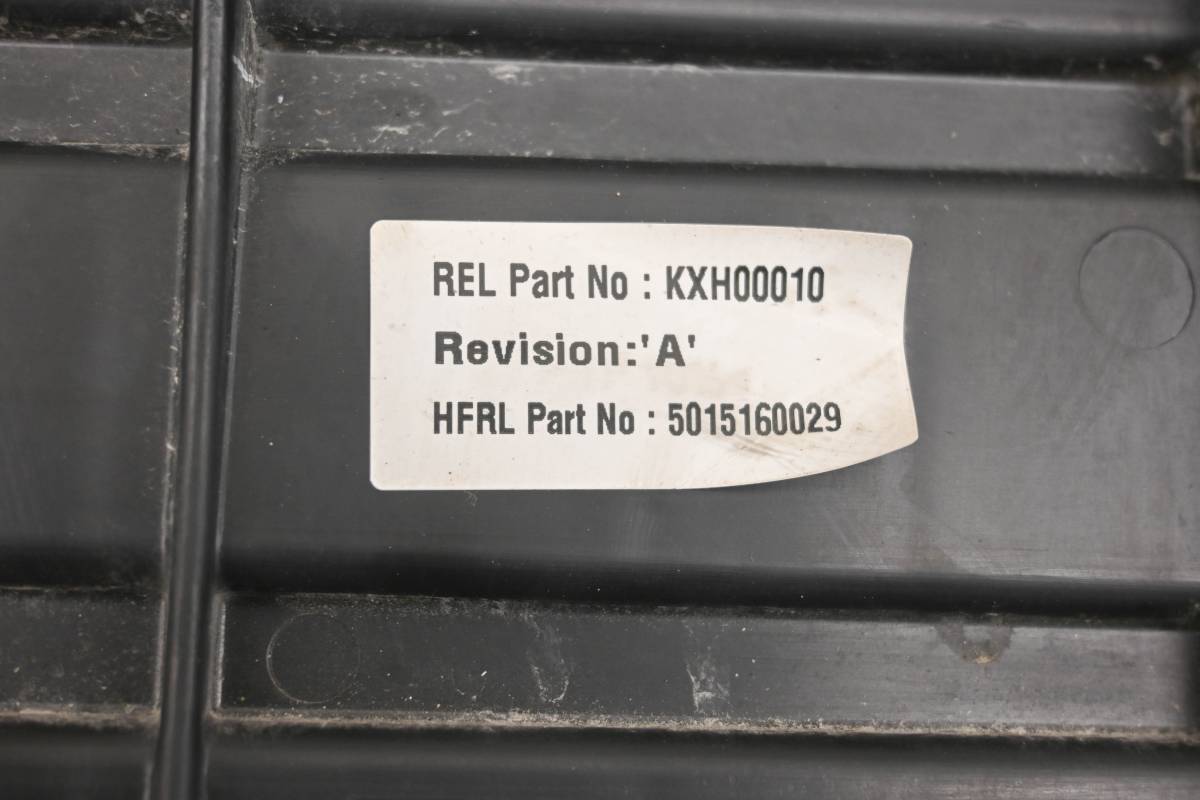 REL Part No : KXH00010
Revision:'A'
HFRL Part No : 5015160029